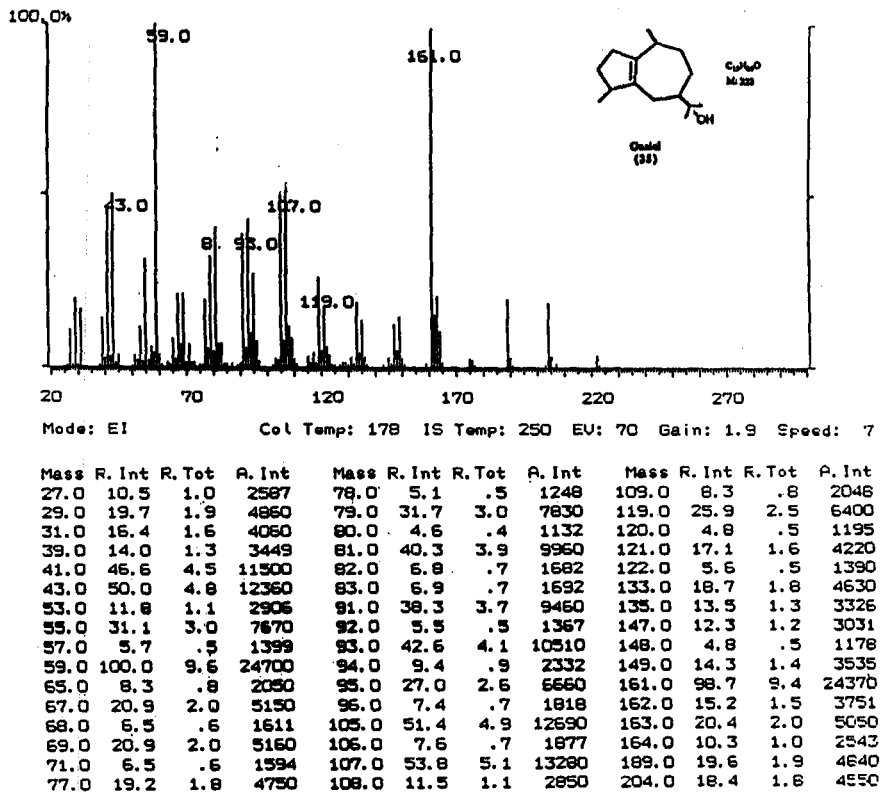 100.0%
59.0
161.0
43.0
8.
93.0
107.0
119.0
OH
(35)
20 70 120 170 220 270
Mode: EI Col Temp: 178 IS Temp: 250 EV: 70 Gain: 1.9 Speed: 7
Mass R.Int R.Tot A.Int Mass R.Int R.Tot A.Int Mass R.Int R.Tot A.Int
27.0 10.5 1.0 2587 78.0 5.1 .5 1248 109.0 8.3 .8 2048
29.0 19.7 1.9 4860 79.0 31.7 3.0 7830 119.0 25.9 2.5 6400
31.0 16.4 1.6 4060 80.0 4.6 .4 1132 120.0 4.8 .5 1195
39.0 14.0 1.3 3449 81.0 40.3 3.9 9960 121.0 17.1 1.6 4220
41.0 46.6 4.5 11500 82.0 6.8 .7 1682 122.0 5.6 .5 1390
43.0 50.0 4.8 12360 83.0 6.9 .7 1692 133.0 18.7 1.8 4630
53.0 11.8 1.1 2906 91.0 38.3 3.7 9460 135.0 13.5 1.3 3326
55.0 31.1 3.0 7670 92.0 5.5 .5 1367 147.0 12.3 1.2 3031
57.0 5.7 .5 1399 93.0 42.6 4.1 10510 148.0 4.8 .5 1178
59.0 100.0 9.6 24700 94.0 9.4 .9 2332 149.0 14.3 1.4 3535
65.0 8.3 .8 2050 95.0 27.0 2.6 6660 161.0 98.7 9.4 24370
67.0 20.9 2.0 5150 96.0 7.4 .7 1818 162.0 15.2 1.5 3751
68.0 6.5 .6 1611 105.0 51.4 4.9 12690 163.0 20.4 2.0 5050
69.0 20.9 2.0 5160 106.0 7.6 .7 1877 164.0 10.3 1.0 2543
71.0 6.5 .6 1594 107.0 53.8 5.1 13280 189.0 19.6 1.9 4840
77.0 19.2 1.8 4750 108.0 11.5 1.1 2850 204.0 18.4 1.8 4550